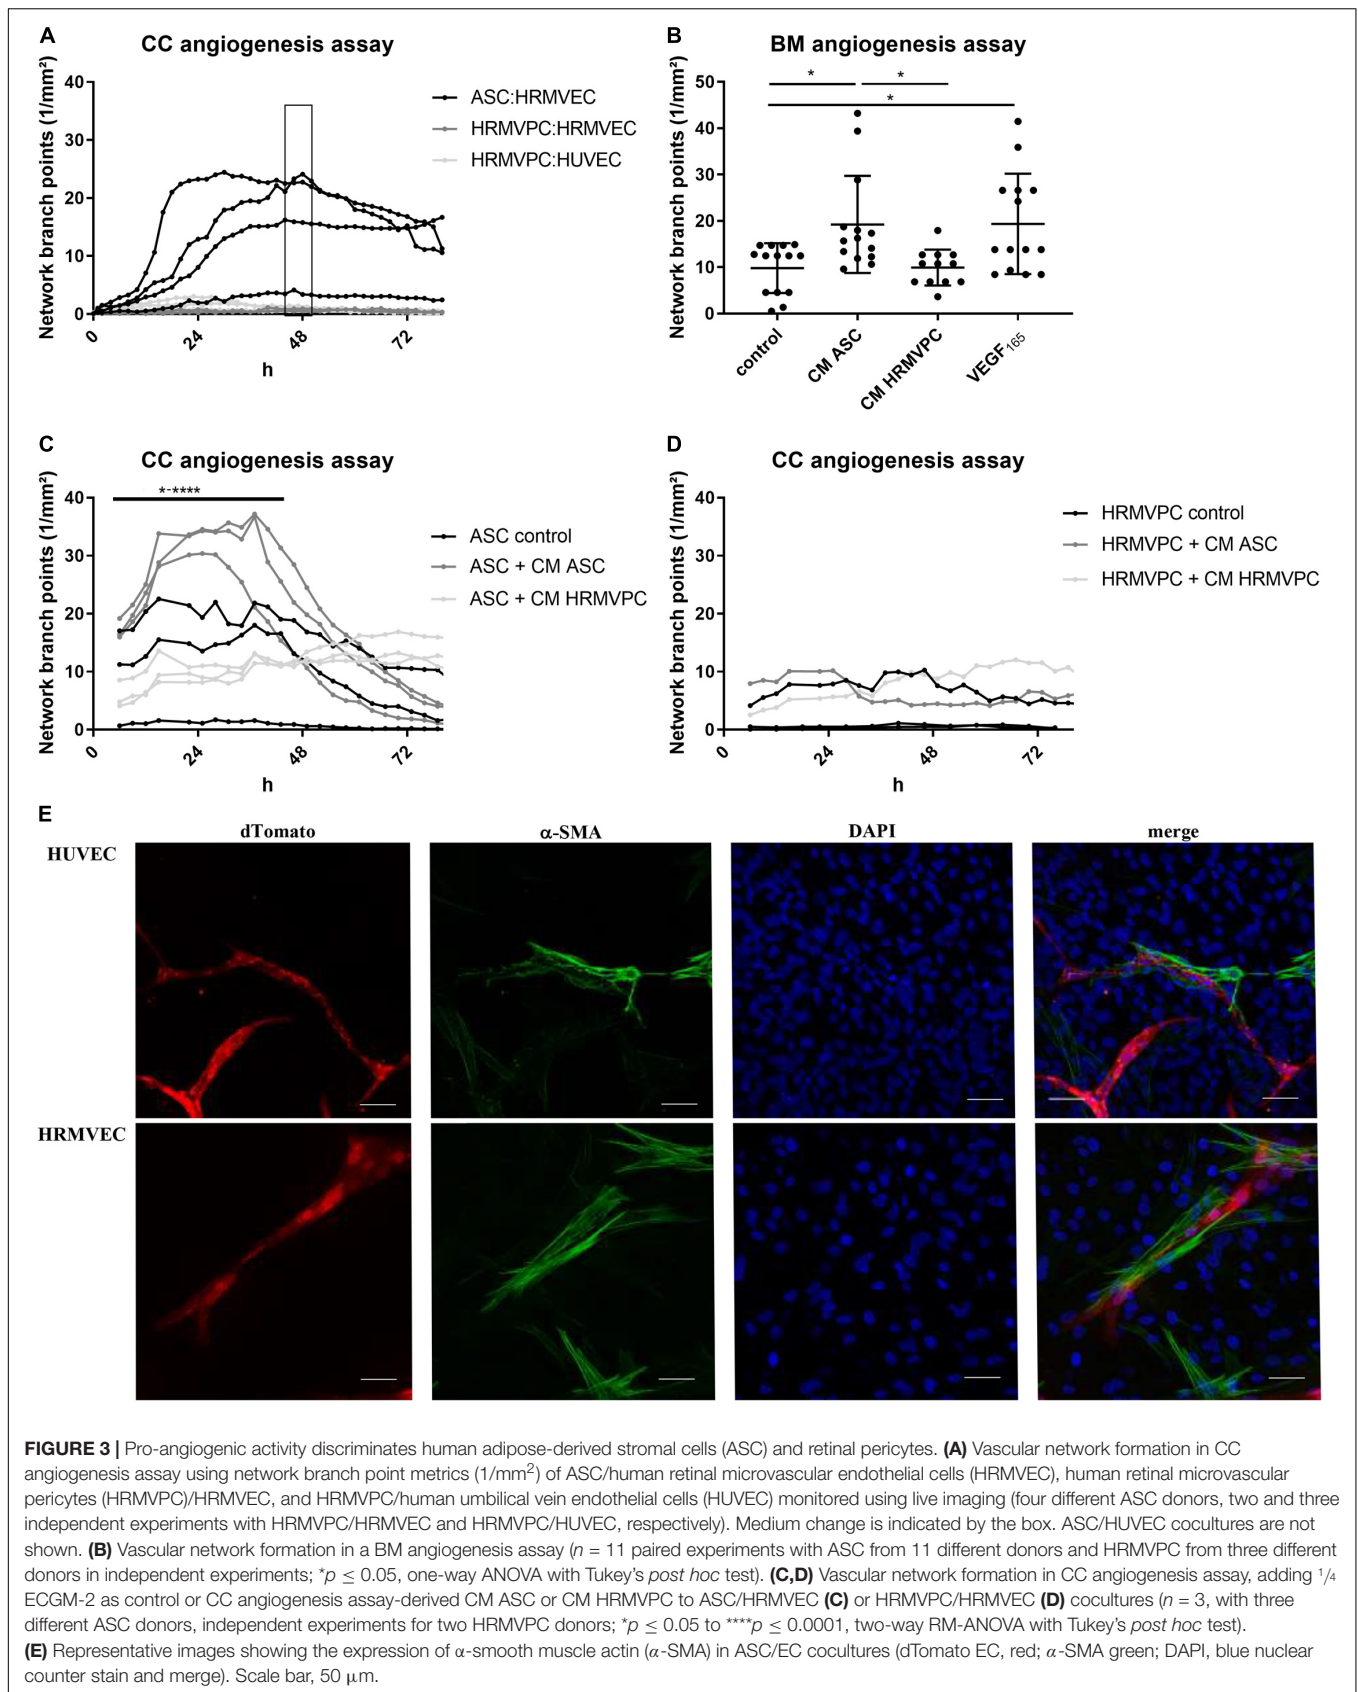 A
CC angiogenesis assay
Network branch points (1/mm²)
40
30
20
10
0
0
24
48
72
h
ASC:HRMVEC
HRMVPC:HRMVEC
HRMVPC:HUVEC
B
BM angiogenesis assay
Network branch points (1/mm²)
50
40
30
20
10
0
*
*
*
control
CM ASC
CM HRMVPC
VEGF₁₆₅
C
CC angiogenesis assay
Network branch points (1/mm²)
40
30
20
10
0
*-****
0
24
48
72
h
ASC control
ASC + CM ASC
ASC + CM HRMVPC
D
CC angiogenesis assay
Network branch points (1/mm²)
40
30
20
10
0
0
24
48
72
h
HRMVPC control
HRMVPC + CM ASC
HRMVPC + CM HRMVPC
E
dTomato
α-SMA
DAPI
merge
HUVEC
HRMVEC
FIGURE 3 | Pro-angiogenic activity discriminates human adipose-derived stromal cells (ASC) and retinal pericytes. (A) Vascular network formation in CC
angiogenesis assay using network branch point metrics (1/mm²) of ASC/human retinal microvascular endothelial cells (HRMVEC), human retinal microvascular
pericytes (HRMVPC)/HRMVEC, and HRMVPC/human umbilical vein endothelial cells (HUVEC) monitored using live imaging (four different ASC donors, two and three
independent experiments with HRMVPC/HRMVEC and HRMVPC/HUVEC, respectively). Medium change is indicated by the box. ASC/HUVEC cocultures are not
shown. (B) Vascular network formation in a BM angiogenesis assay (n = 11 paired experiments with ASC from 11 different donors and HRMVPC from three different
donors in independent experiments; *p ≤ 0.05, one-way ANOVA with Tukey's post hoc test). (C,D) Vascular network formation in CC angiogenesis assay, adding ¼
ECGM-2 as control or CC angiogenesis assay-derived CM ASC or CM HRMVPC to ASC/HRMVEC (C) or HRMVPC/HRMVEC (D) cocultures (n = 3, with three
different ASC donors, independent experiments for two HRMVPC donors; *p ≤ 0.05 to ****p ≤ 0.0001, two-way RM-ANOVA with Tukey's post hoc test).
(E) Representative images showing the expression of α-smooth muscle actin (α-SMA) in ASC/EC cocultures (dTomato EC, red; α-SMA green; DAPI, blue nuclear
counter stain and merge). Scale bar, 50 μm.